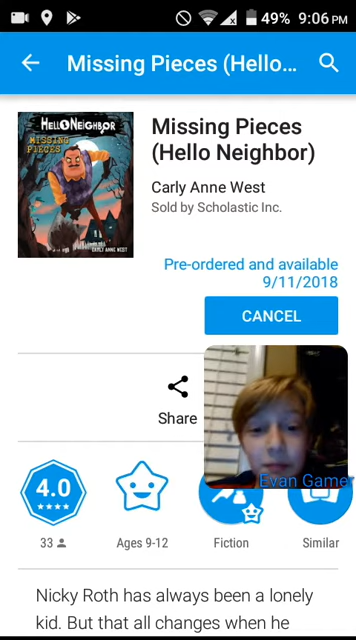 49% 9:06 PM
Missing Pieces (Hello...
HELLO NEIGHBOR
MISSING
PIECES
CARLY ANNE WEST
Missing Pieces
(Hello Neighbor)
Carly Anne West
Sold by Scholastic Inc.
Pre-ordered and available
9/11/2018
CANCEL
Share
Evan Gamer
4.0
33
Ages 9-12
Fiction
Similar
Nicky Roth has always been a lonely
kid. But that all changes when he